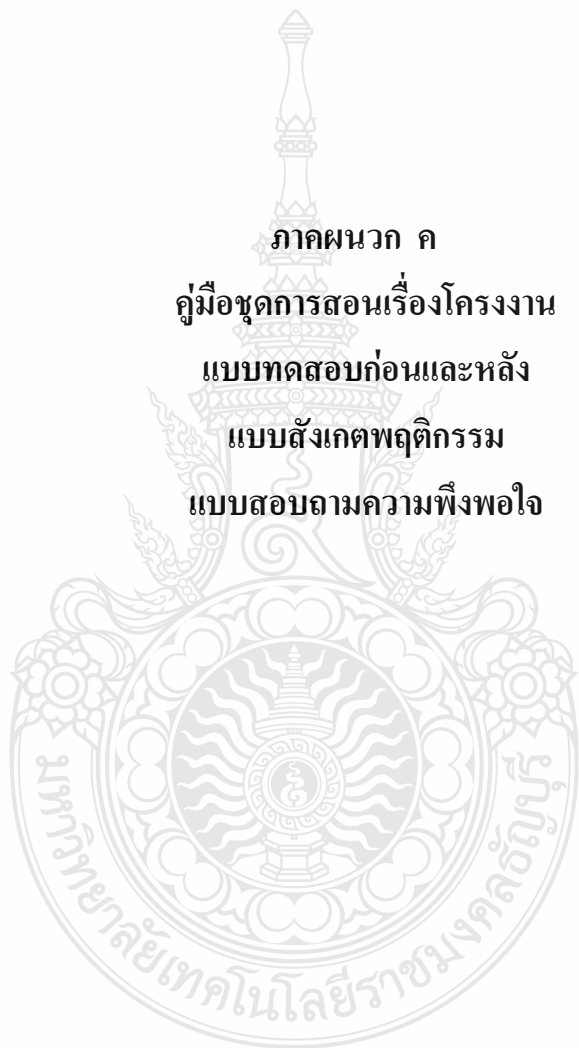 ภาคผนวก ค
คู่มือชุดการสอนเรื่องโครงงาน
แบบทดสอบก่อนและหลัง
แบบสังเกตพฤติกรรม
แบบสอบถามความพึงพอใจ
มหาวิทยาลัยเทคโนโลยีราชมงคลธัญบุรี